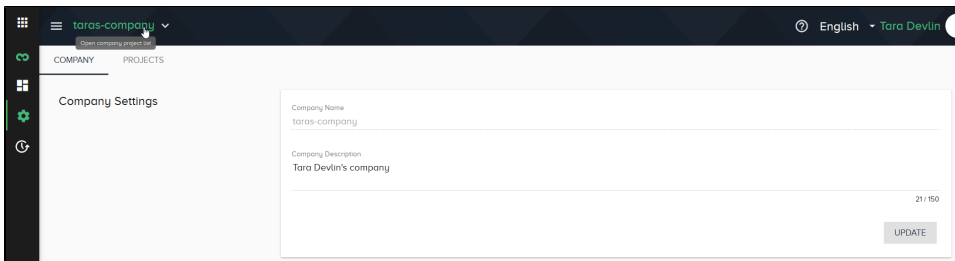 taras-company
English
Tara Devlin
Open company project list
COMPANY
PROJECTS
Company Settings
Company Name
taras-company
Company Description
Tara Devlin's company
21 / 150
UPDATE